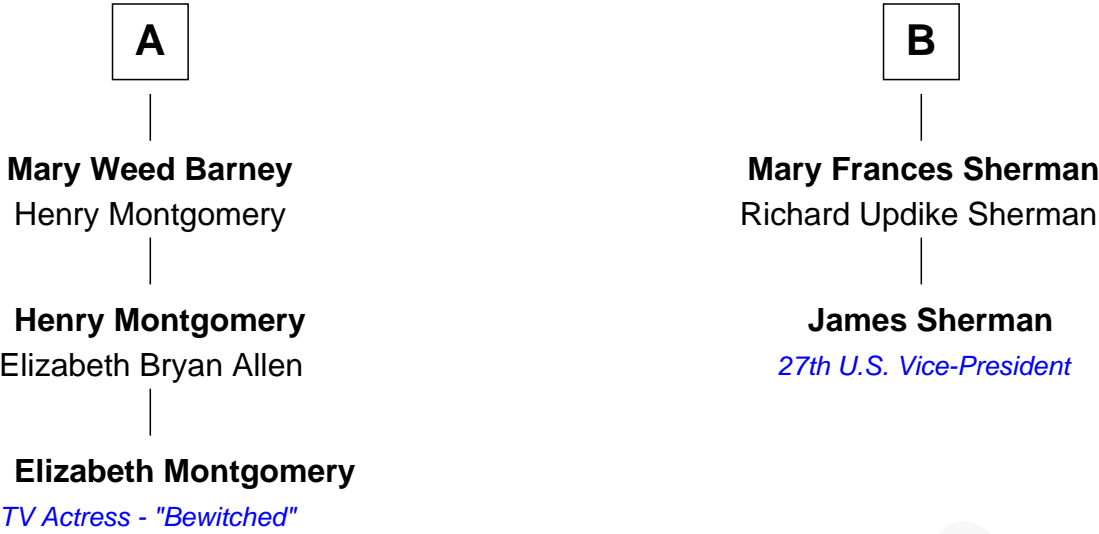 A
B
Mary Weed Barney
Henry Montgomery
Mary Frances Sherman
Richard Updike Sherman
Henry Montgomery
Elizabeth Bryan Allen
James Sherman
27th U.S. Vice-President
Elizabeth Montgomery
TV Actress - "Bewitched"